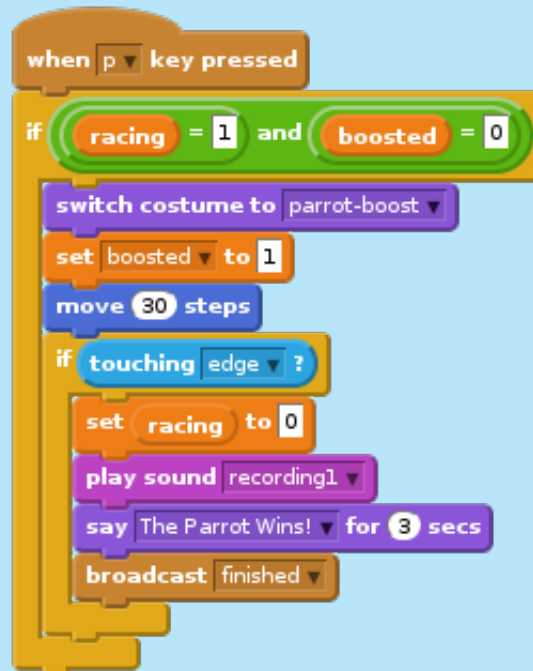 when p key pressed
if racing = 1 and boosted = 0
switch costume to parrot-boost
set boosted to 1
move 30 steps
if touching edge ?
set racing to 0
play sound recording1
say The Parrot Wins! for 3 secs
broadcast finished